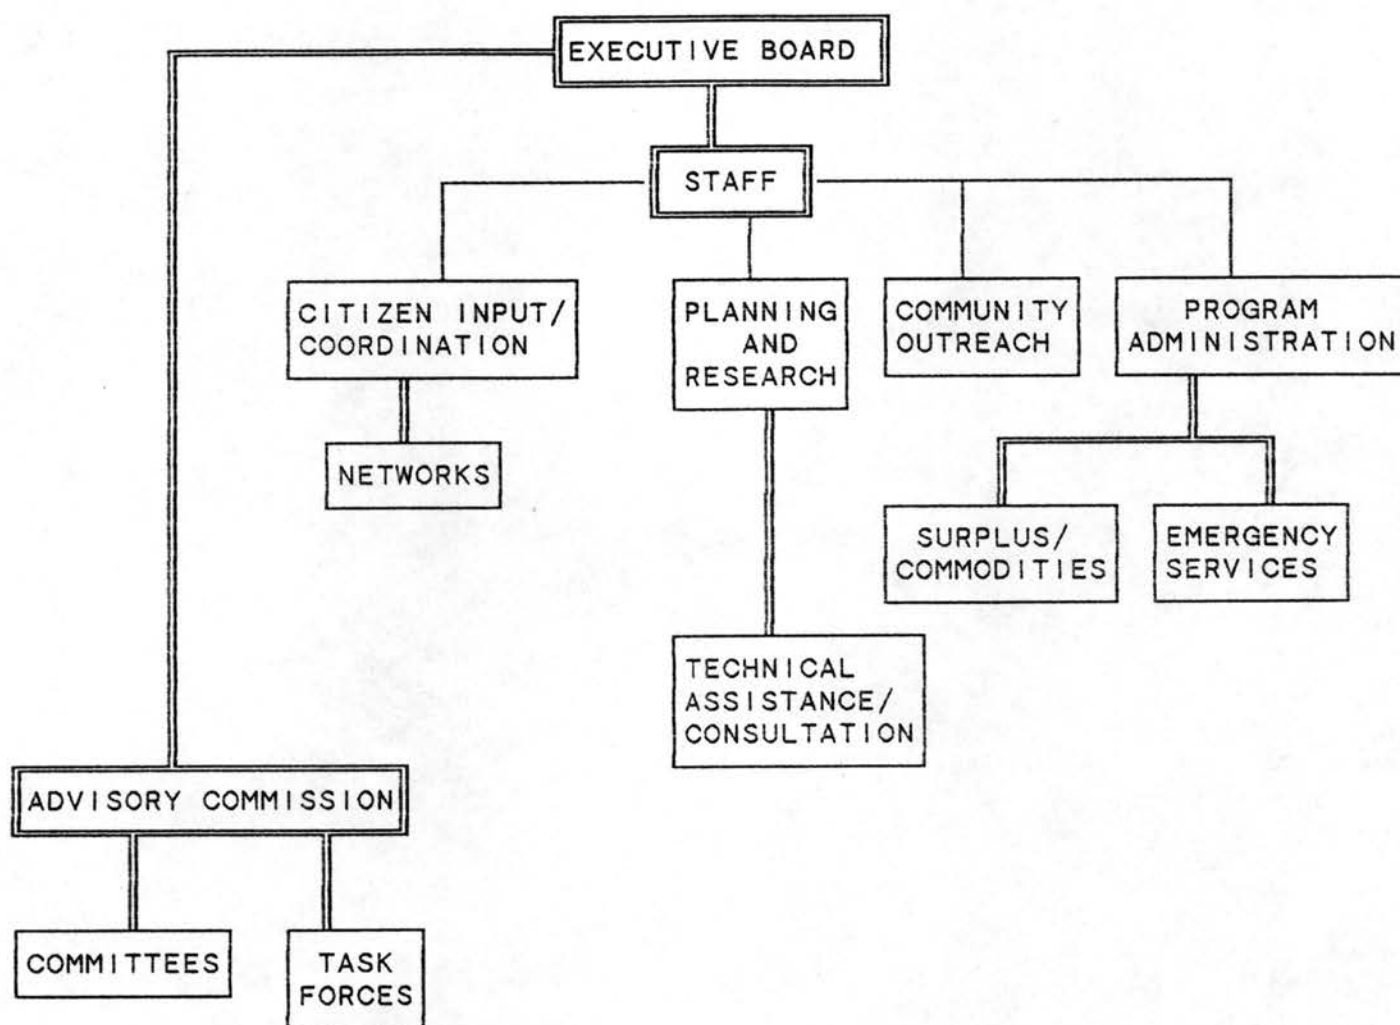 EXECUTIVE BOARD
STAFF
CITIZEN INPUT/
COORDINATION
PLANNING
AND
RESEARCH
COMMUNITY
OUTREACH
PROGRAM
ADMINISTRATION
NETWORKS
SURPLUS/
COMMODITIES
EMERGENCY
SERVICES
TECHNICAL
ASSISTANCE/
CONSULTATION
ADVISORY COMMISSION
COMMITTEES
TASK
FORCES